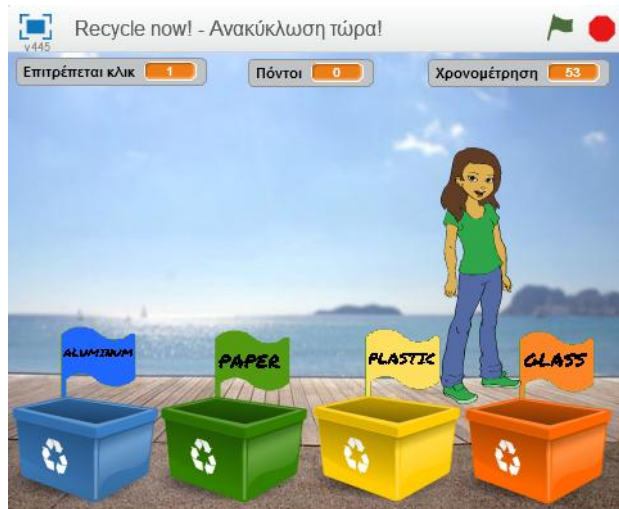 Recycle now! - Ανακύκλωση τώρα!
v445
Επιτρέπεται κλικ 1
Πόντοι 0
Χρονομέτρηση 53
ALUMINUM
PAPER
PLASTIC
GLASS